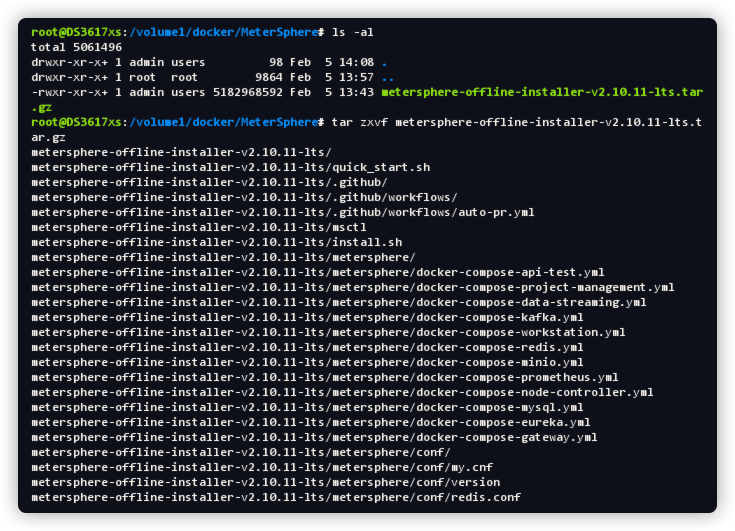 root@DS3617xs:/volume1/docker/MeterSphere# ls -al
total 5061496
drwxr-xr-x+ 1 admin users         98 Feb  5 14:08 .
drwxr-xr-x+ 1 root  root        9864 Feb  5 13:57 ..
-rwxr-xr-x+ 1 admin users 5182968592 Feb  5 13:43 metersphere-offline-installer-v2.10.11-lts.tar
.gz
root@DS3617xs:/volume1/docker/MeterSphere# tar zxvf metersphere-offline-installer-v2.10.11-lts.t
ar.gz
metersphere-offline-installer-v2.10.11-lts/
metersphere-offline-installer-v2.10.11-lts/quick_start.sh
metersphere-offline-installer-v2.10.11-lts/.github/
metersphere-offline-installer-v2.10.11-lts/.github/workflows/
metersphere-offline-installer-v2.10.11-lts/.github/workflows/auto-pr.yml
metersphere-offline-installer-v2.10.11-lts/msctl
metersphere-offline-installer-v2.10.11-lts/install.sh
metersphere-offline-installer-v2.10.11-lts/metersphere/
metersphere-offline-installer-v2.10.11-lts/metersphere/docker-compose-api-test.yml
metersphere-offline-installer-v2.10.11-lts/metersphere/docker-compose-project-management.yml
metersphere-offline-installer-v2.10.11-lts/metersphere/docker-compose-data-streaming.yml
metersphere-offline-installer-v2.10.11-lts/metersphere/docker-compose-kafka.yml
metersphere-offline-installer-v2.10.11-lts/metersphere/docker-compose-workstation.yml
metersphere-offline-installer-v2.10.11-lts/metersphere/docker-compose-redis.yml
metersphere-offline-installer-v2.10.11-lts/metersphere/docker-compose-minio.yml
metersphere-offline-installer-v2.10.11-lts/metersphere/docker-compose-prometheus.yml
metersphere-offline-installer-v2.10.11-lts/metersphere/docker-compose-node-controller.yml
metersphere-offline-installer-v2.10.11-lts/metersphere/docker-compose-mysql.yml
metersphere-offline-installer-v2.10.11-lts/metersphere/docker-compose-eureka.yml
metersphere-offline-installer-v2.10.11-lts/metersphere/docker-compose-gateway.yml
metersphere-offline-installer-v2.10.11-lts/metersphere/conf/
metersphere-offline-installer-v2.10.11-lts/metersphere/conf/my.cnf
metersphere-offline-installer-v2.10.11-lts/metersphere/conf/version
metersphere-offline-installer-v2.10.11-lts/metersphere/conf/redis.conf